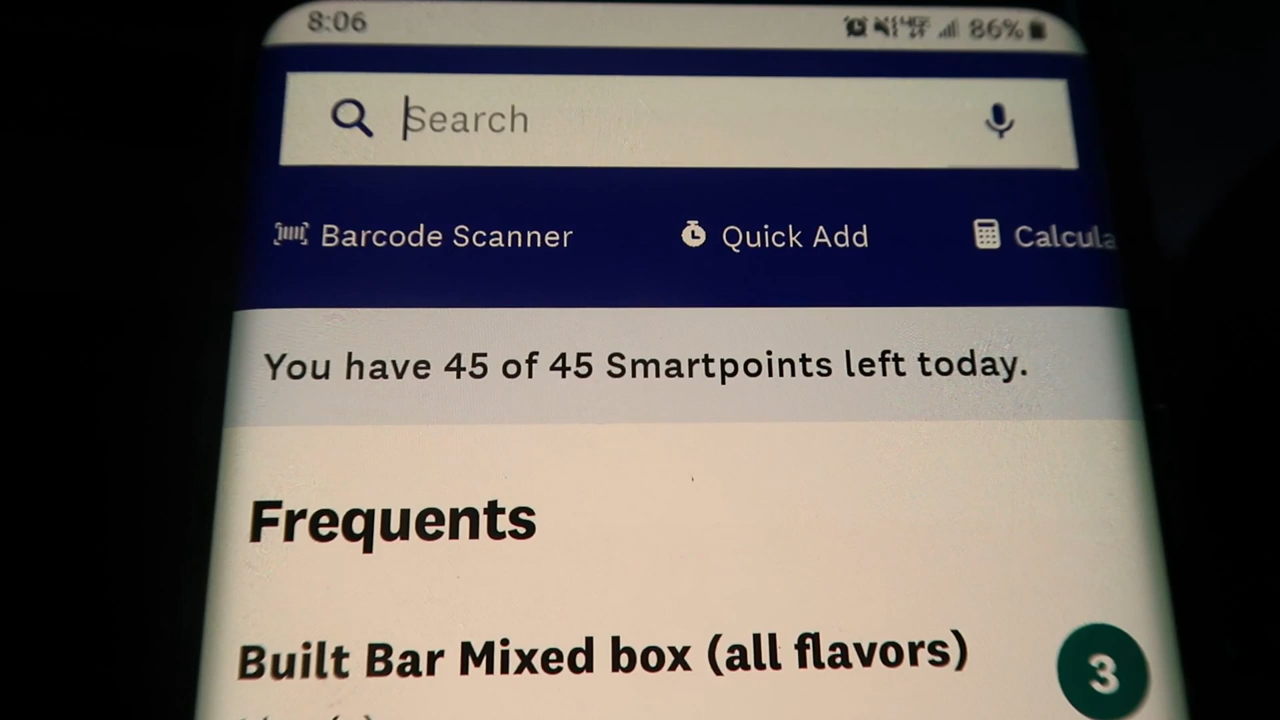 8:06 86%
Search
Barcode Scanner Quick Add Calcula
You have 45 of 45 Smartpoints left today.
Frequents
Built Bar Mixed box (all flavors) 3